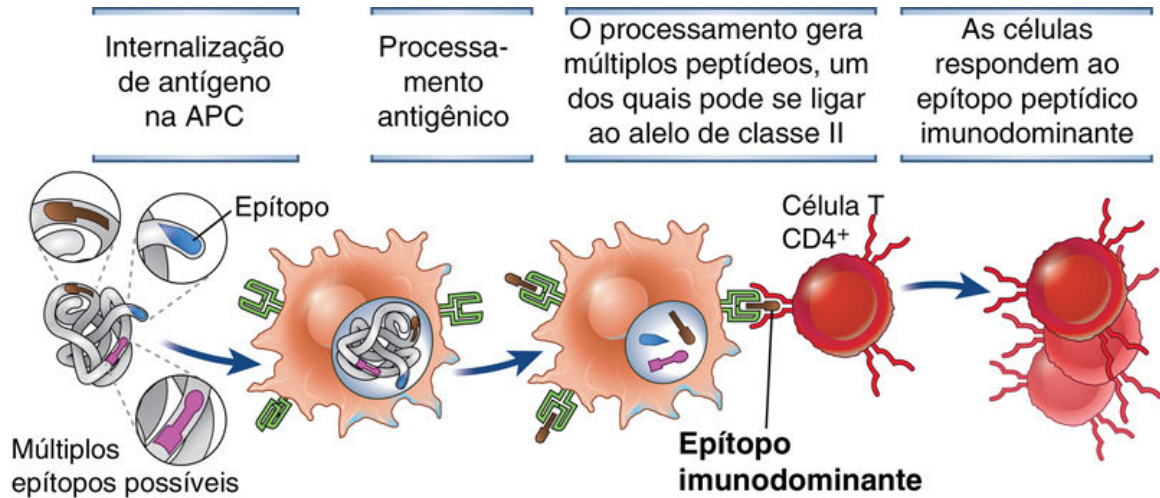 Internalização
de antígeno
na APC
Processa-
mento
antigênico
O processamento gera
múltiplos peptídeos, um
dos quais pode se ligar
ao alelo de classe II
As células
respondem ao
epítopo peptídico
imunodominante
Epítopo
Célula T
CD4+
Múltiplos
epítopos possíveis
Epítopo
imunodominante